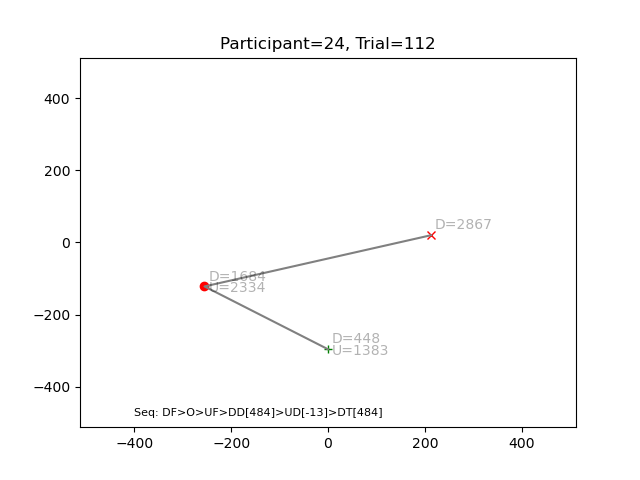 Participant=24, Trial=112
400
200
0
−200
−400
D=2867
D=1684
U=2334
D=448
U=1383
Seq: DF>O>UF>DD[484]>UD[-13]>DT[484]
−400
−200
0
200
400